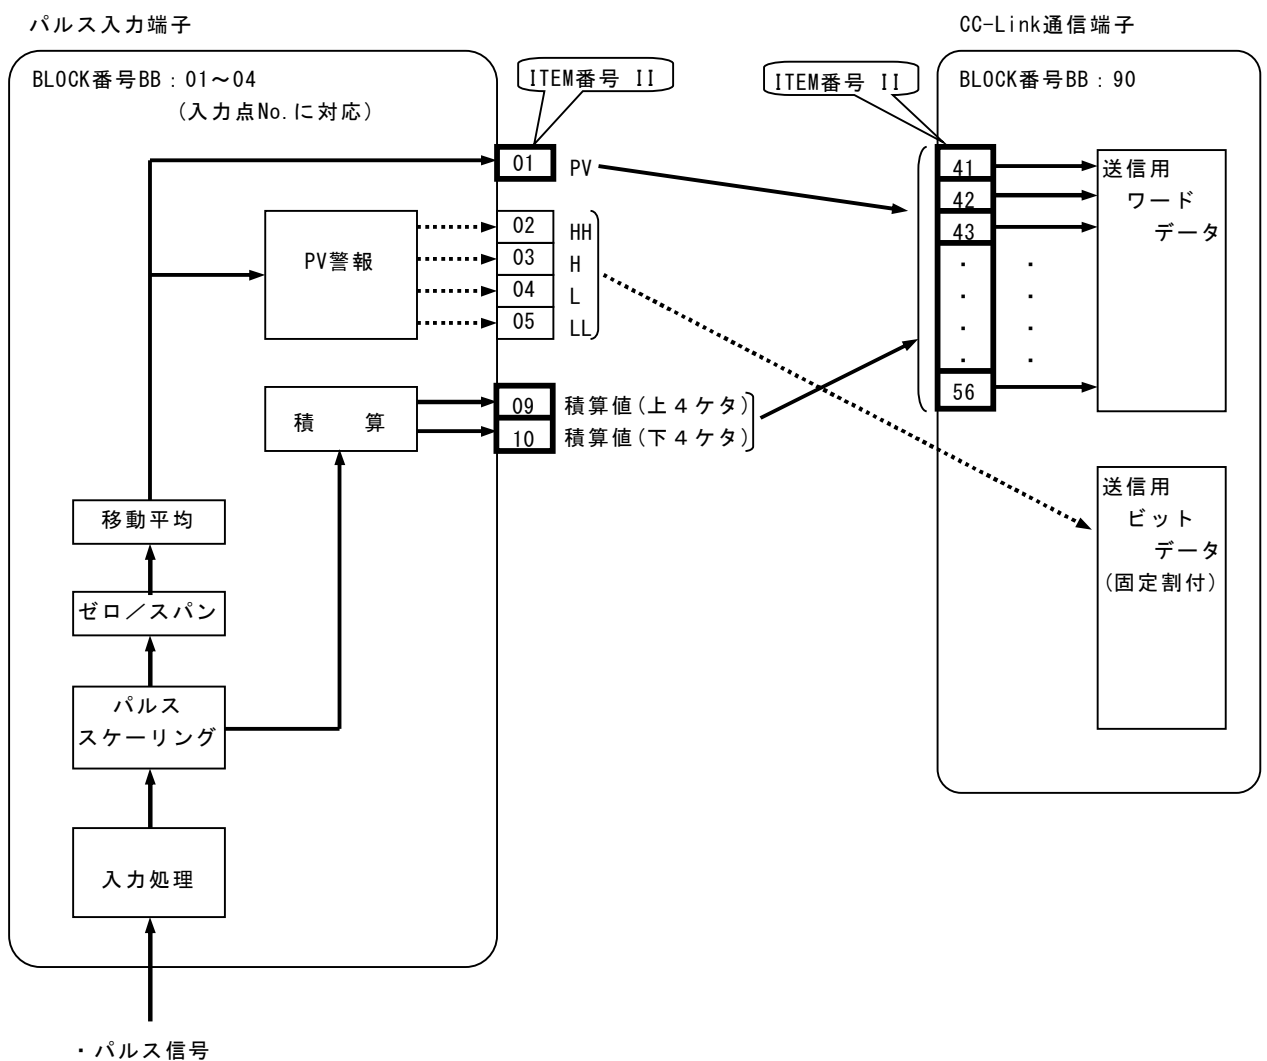 パルス入力端子
BLOCK番号BB：01～04
(入力点No.に対応)
ITEM番号 II
01
PV
PV警報
02
HH
03
H
04
L
05
LL
積　算
09
積算値(上４ケタ)
10
積算値(下４ケタ)
移動平均
ゼロ／スパン
パルス
スケーリング
入力処理
・パルス信号
CC-Link通信端子
ITEM番号 II
BLOCK番号BB：90
41
42
43
・　・
・　・
・　・
・　・
56
送信用
ワード
データ
送信用
ビット
データ
(固定割付)